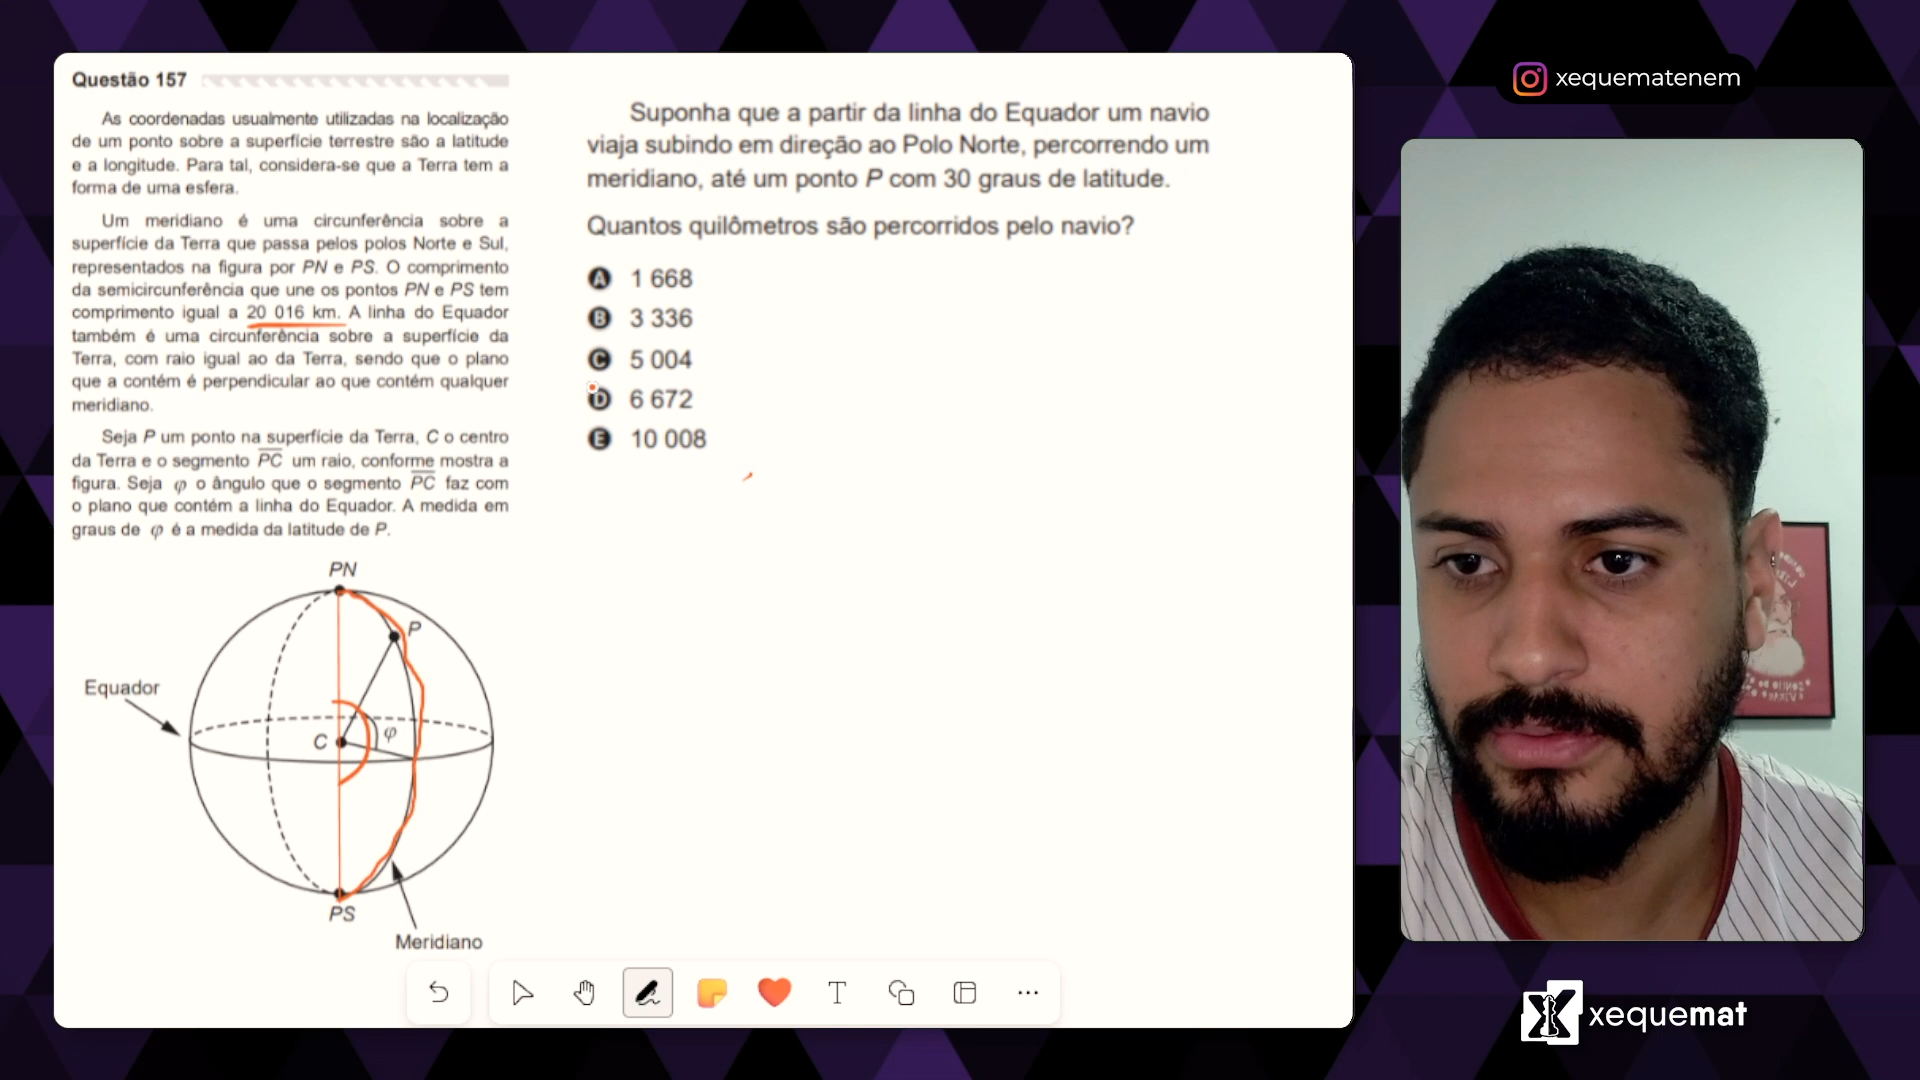 Questão 157
As coordenadas usualmente utilizadas na localização
de um ponto sobre a superfície terrestre são a latitude
e a longitude. Para tal, considera-se que a Terra tem a
forma de uma esfera.
Um meridiano é uma circunferência sobre a
superfície da Terra que passa pelos polos Norte e Sul,
representados na figura por PN e PS. O comprimento
da semicircunferência que une os pontos PN e PS tem
comprimento igual a 20 016 km. A linha do Equador
também é uma circunferência sobre a superfície da
Terra, com raio igual ao da Terra, sendo que o plano
que a contém é perpendicular ao que contém qualquer
meridiano.
Seja P um ponto na superfície da Terra, C o centro
da Terra e o segmento PC um raio, conforme mostra a
figura. Seja φ o ângulo que o segmento PC faz com
o plano que contém a linha do Equador. A medida em
graus de φ é a medida da latitude de P.
PN
P
Equador
C
φ
PS
Meridiano
Suponha que a partir da linha do Equador um navio
viaja subindo em direção ao Polo Norte, percorrendo um
meridiano, até um ponto P com 30 graus de latitude.
Quantos quilômetros são percorridos pelo navio?
A 1 668
B 3 336
C 5 004
D 6 672
E 10 008
T
xequematenem
xequemat